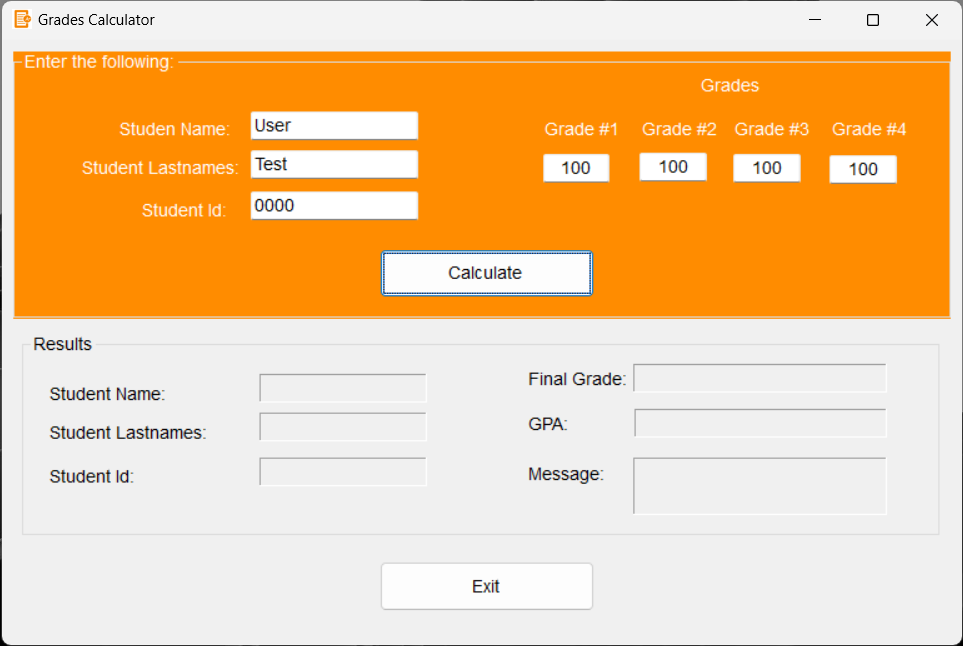 Grades Calculator
Enter the following:
Grades
Studen Name: User
Grade #1 Grade #2 Grade #3 Grade #4
Student Lastnames: Test
100 100 100 100
Student Id: 0000
Calculate
Results
Student Name:
Final Grade:
Student Lastnames:
GPA:
Student Id:
Message:
Exit